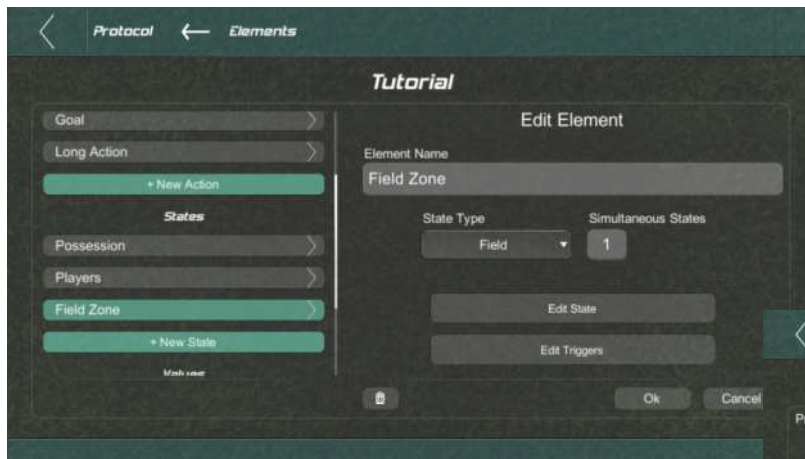 Protocol ← Elements
Tutorial
Goal
Long Action
+ New Action
States
Possession
Players
Field Zone
+ New State
Values
Edit Element
Element Name
Field Zone
State Type
Simultaneous States
Field
1
Edit State
Edit Triggers
Ok
Cancel